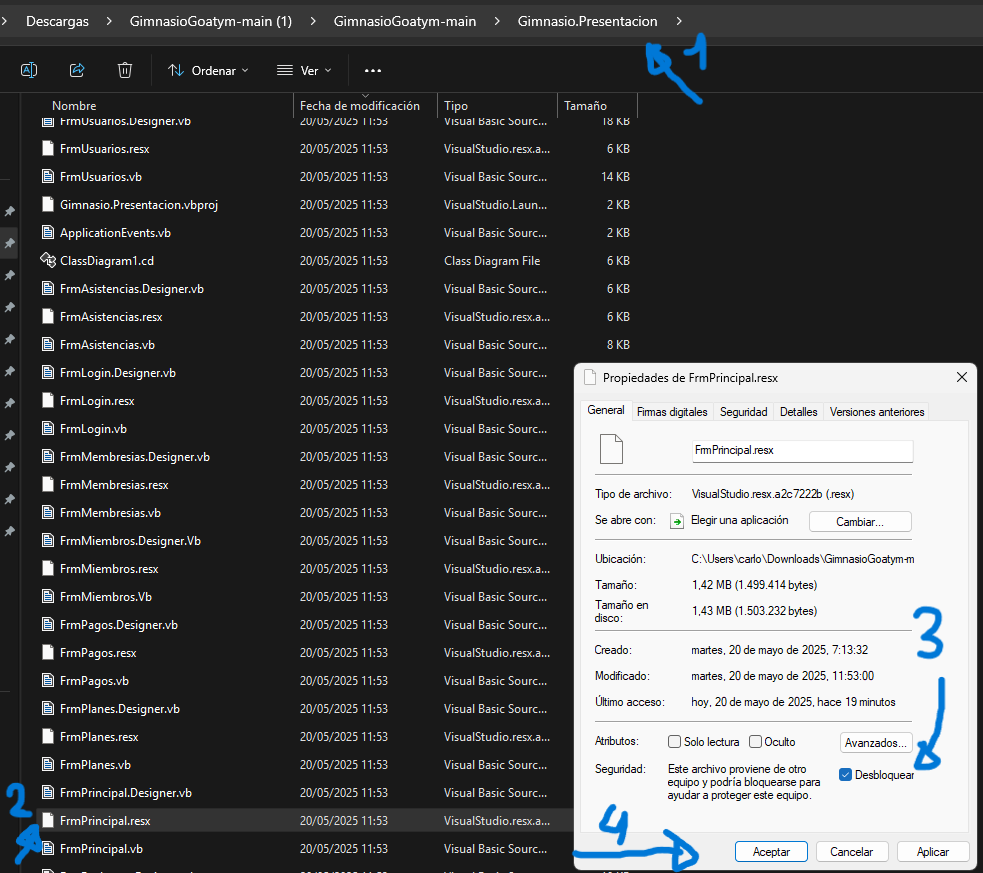 Descargas > GimnasioGoatym-main (1) > GimnasioGoatym-main > Gimnasio.Presentacion >
1
Ordenar Ver
Nombre Fecha de modificación Tipo Tamaño
FrmUsuarios.Designer.vb 20/05/2025 11:53 Visual Basic Sourc... 18 KB
FrmUsuarios.resx 20/05/2025 11:53 VisualStudio.resx.a... 6 KB
FrmUsuarios.vb 20/05/2025 11:53 Visual Basic Sourc... 14 KB
Gimnasio.Presentacion.vbproj 20/05/2025 11:53 VisualStudio.Laun... 2 KB
ApplicationEvents.vb 20/05/2025 11:53 Visual Basic Sourc... 2 KB
ClassDiagram1.cd 20/05/2025 11:53 Class Diagram File 6 KB
FrmAsistencias.Designer.vb 20/05/2025 11:53 Visual Basic Sourc... 6 KB
FrmAsistencias.resx 20/05/2025 11:53 VisualStudio.resx.a... 6 KB
FrmAsistencias.vb 20/05/2025 11:53 Visual Basic Sourc... 8 KB
FrmLogin.Designer.vb 20/05/2025 11:53 Visual Basic Sourc...
FrmLogin.resx 20/05/2025 11:53 VisualStudio.resx.a...
FrmLogin.vb 20/05/2025 11:53 Visual Basic Sourc...
FrmMembresias.Designer.vb 20/05/2025 11:53 Visual Basic Sourc...
FrmMembresias.resx 20/05/2025 11:53 VisualStudio.resx.a...
FrmMembresias.vb 20/05/2025 11:53 Visual Basic Sourc...
FrmMiembros.Designer.Vb 20/05/2025 11:53 Visual Basic Sourc...
FrmMiembros.resx 20/05/2025 11:53 VisualStudio.resx.a...
FrmMiembros.Vb 20/05/2025 11:53 Visual Basic Sourc...
FrmPagos.Designer.vb 20/05/2025 11:53 Visual Basic Sourc...
FrmPagos.resx 20/05/2025 11:53 VisualStudio.resx.a...
FrmPagos.vb 20/05/2025 11:53 Visual Basic Sourc...
FrmPlanes.Designer.vb 20/05/2025 11:53 Visual Basic Sourc...
FrmPlanes.resx 20/05/2025 11:53 VisualStudio.resx.a...
FrmPlanes.vb 20/05/2025 11:53 Visual Basic Sourc...
FrmPrincipal.Designer.vb 20/05/2025 11:53 Visual Basic Sourc...
2
FrmPrincipal.resx 20/05/2025 11:53 VisualStudio.resx.a...
FrmPrincipal.vb 20/05/2025 11:53 Visual Basic Sourc...
Propiedades de FrmPrincipal.resx
General Firmas digitales Seguridad Detalles Versiones anteriores
FrmPrincipal.resx
Tipo de archivo: VisualStudio.resx.a2c7222b (.resx)
Se abre con: Elegir una aplicación Cambiar...
Ubicación: C:\Users\carlo\Downloads\GimnasioGoatym-m
Tamaño: 1,42 MB (1.499.414 bytes)
Tamaño en disco: 1,43 MB (1.503.232 bytes)
3
Creado: martes, 20 de mayo de 2025, 7:13:32
Modificado: martes, 20 de mayo de 2025, 11:53:00
Último acceso: hoy, 20 de mayo de 2025, hace 19 minutos
Atributos: Solo lectura Oculto Avanzados...
Seguridad: Este archivo proviene de otro
equipo y podría bloquearse para
ayudar a proteger este equipo.
Desbloquear
4
Aceptar Cancelar Aplicar